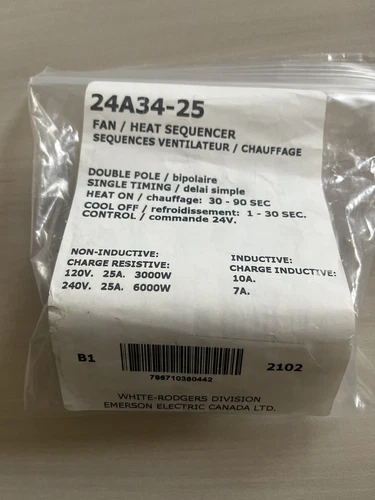 24A34-25
FAN / HEAT SEQUENCER
SEQUENCES VENTILATEUR / CHAUFFAGE
DOUBLE POLE / bipolaire
SINGLE TIMING / delai simple
HEAT ON / chauffage: 30 - 90 SEC
COOL OFF / refroidissement: 1 - 30 SEC.
CONTROL / commande 24V.
NON-INDUCTIVE:
CHARGE RESISTIVE:
120V. 25A. 3000W
240V. 25A. 6000W
INDUCTIVE:
CHARGE INDUCTIVE:
10A.
7A.
B1
798710380442
2102
WHITE-RODGERS DIVISION
EMERSON ELECTRIC CANADA LTD.